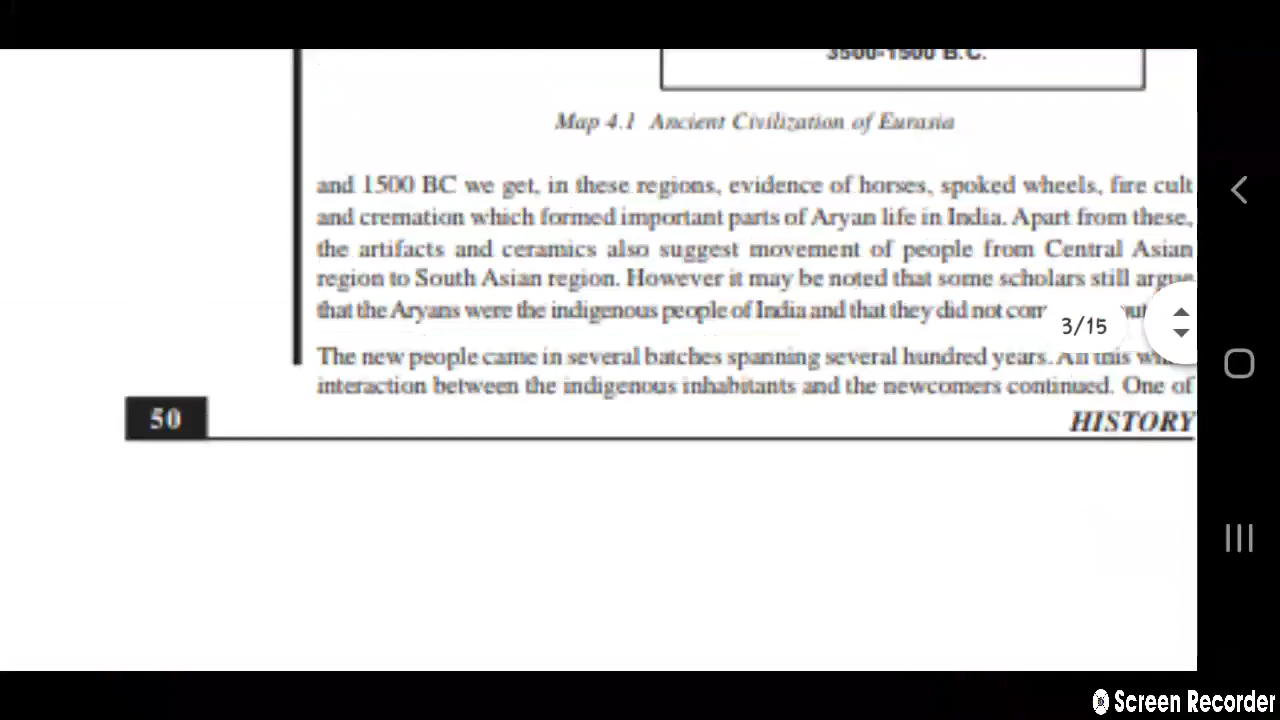 3500-1500 B.C.
Map 4.1 Ancient Civilization of Eurasia
and 1500 BC we get, in these regions, evidence of horses, spoked wheels, fire cult
and cremation which formed important parts of Aryan life in India. Apart from these,
the artifacts and ceramics also suggest movement of people from Central Asian
region to South Asian region. However it may be noted that some scholars still argue
that the Aryans were the indigenous people of India and that they did not
3/15
The new people came in several batches spanning several hundred years. All this
interaction between the indigenous inhabitants and the newcomers continued. One of
50
HISTORY
Screen Recorder